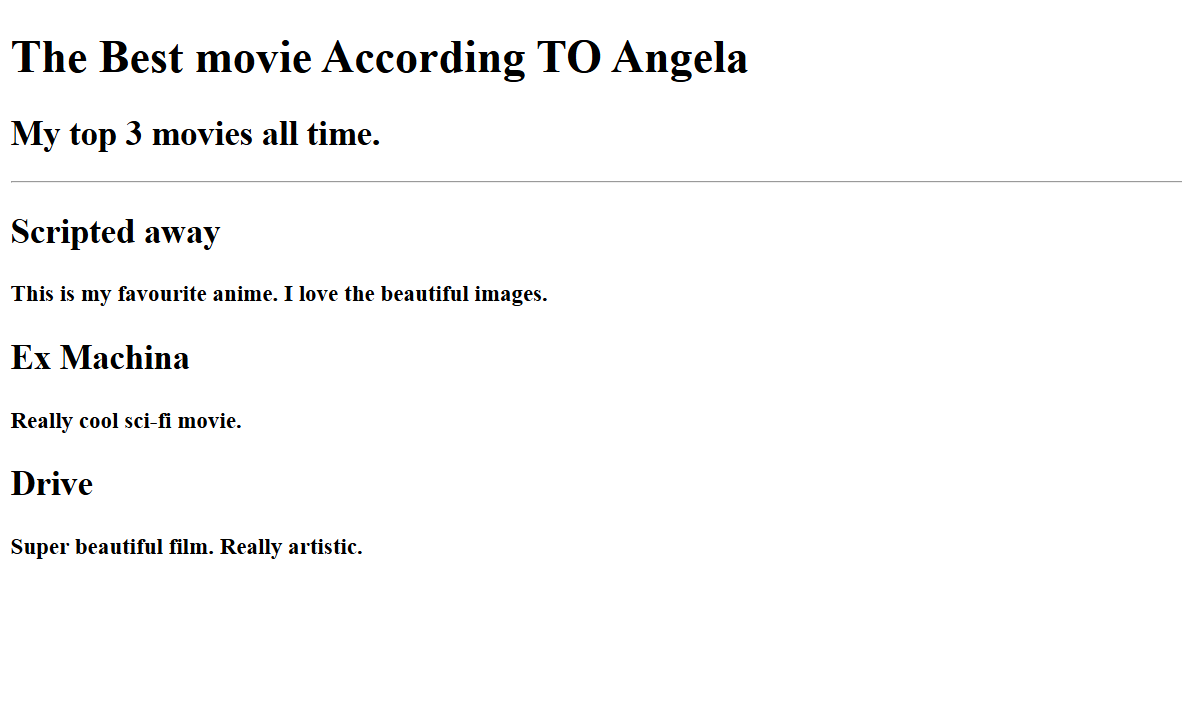 The Best movie According TO Angela
My top 3 movies all time.
Scripted away
This is my favourite anime. I love the beautiful images.
Ex Machina
Really cool sci-fi movie.
Drive
Super beautiful film. Really artistic.